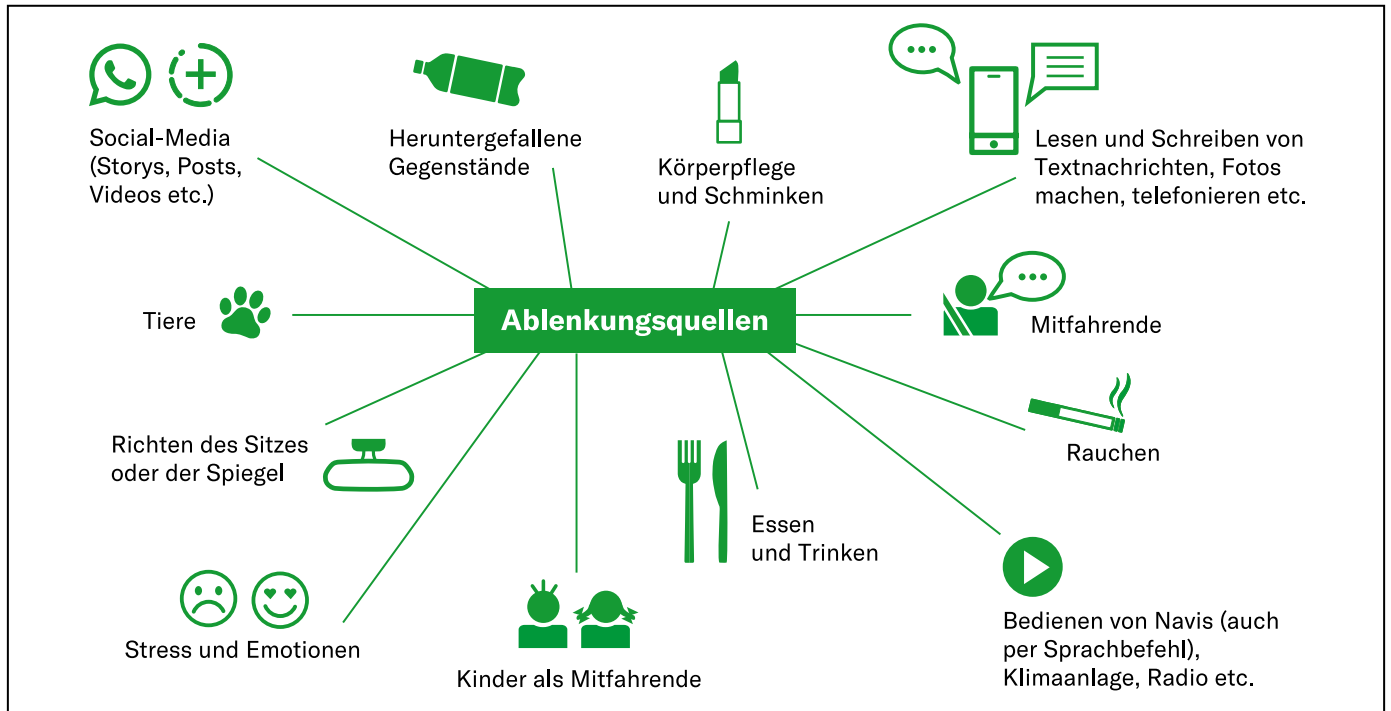 Social-Media
(Storys, Posts,
Videos etc.)
Heruntergefallene
Gegenstände
Körperpflege
und Schminken
Lesen und Schreiben von
Textnachrichten, Fotos
machen, telefonieren etc.
Ablenkungsquellen
Tiere
Mitfahrende
Richten des Sitzes
oder der Spiegel
Rauchen
Essen
und Trinken
Stress und Emotionen
Kinder als Mitfahrende
Bedienen von Navis (auch
per Sprachbefehl),
Klimaanlage, Radio etc.